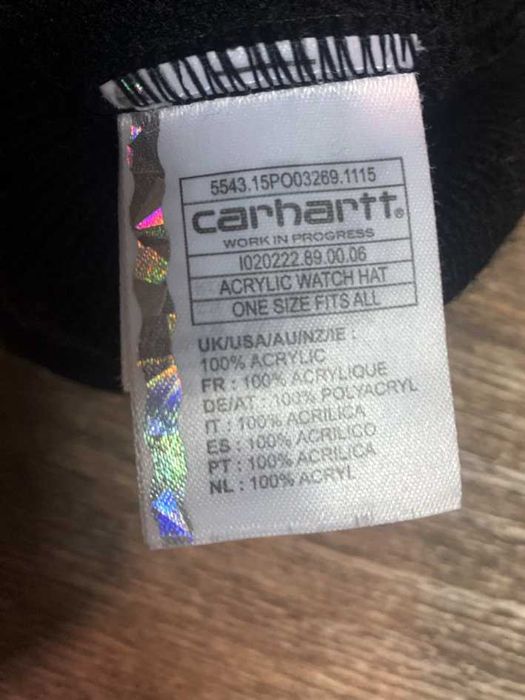 5543.15PO03269.1115
carhartt®
WORK IN PROGRESS
I020222.89.00.06
ACRYLIC WATCH HAT
ONE SIZE FITS ALL
UK/USA/AU/NZ/IE :
100% ACRYLIC
FR : 100% ACRYLIQUE
DE/AT : 100% POLYACRYL
IT : 100% ACRILICA
ES : 100% ACRILICO
PT : 100% ACRILICA
NL : 100% ACRYL